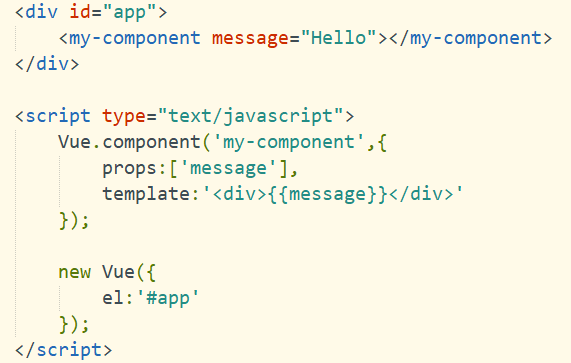 <div id="app">
    <my-component message="Hello"></my-component>
</div>

<script type="text/javascript">
    Vue.component('my-component',{
        props:['message'],
        template:'<div>{{message}}</div>'
    });

    new Vue({
        el:'#app'
    });
</script>